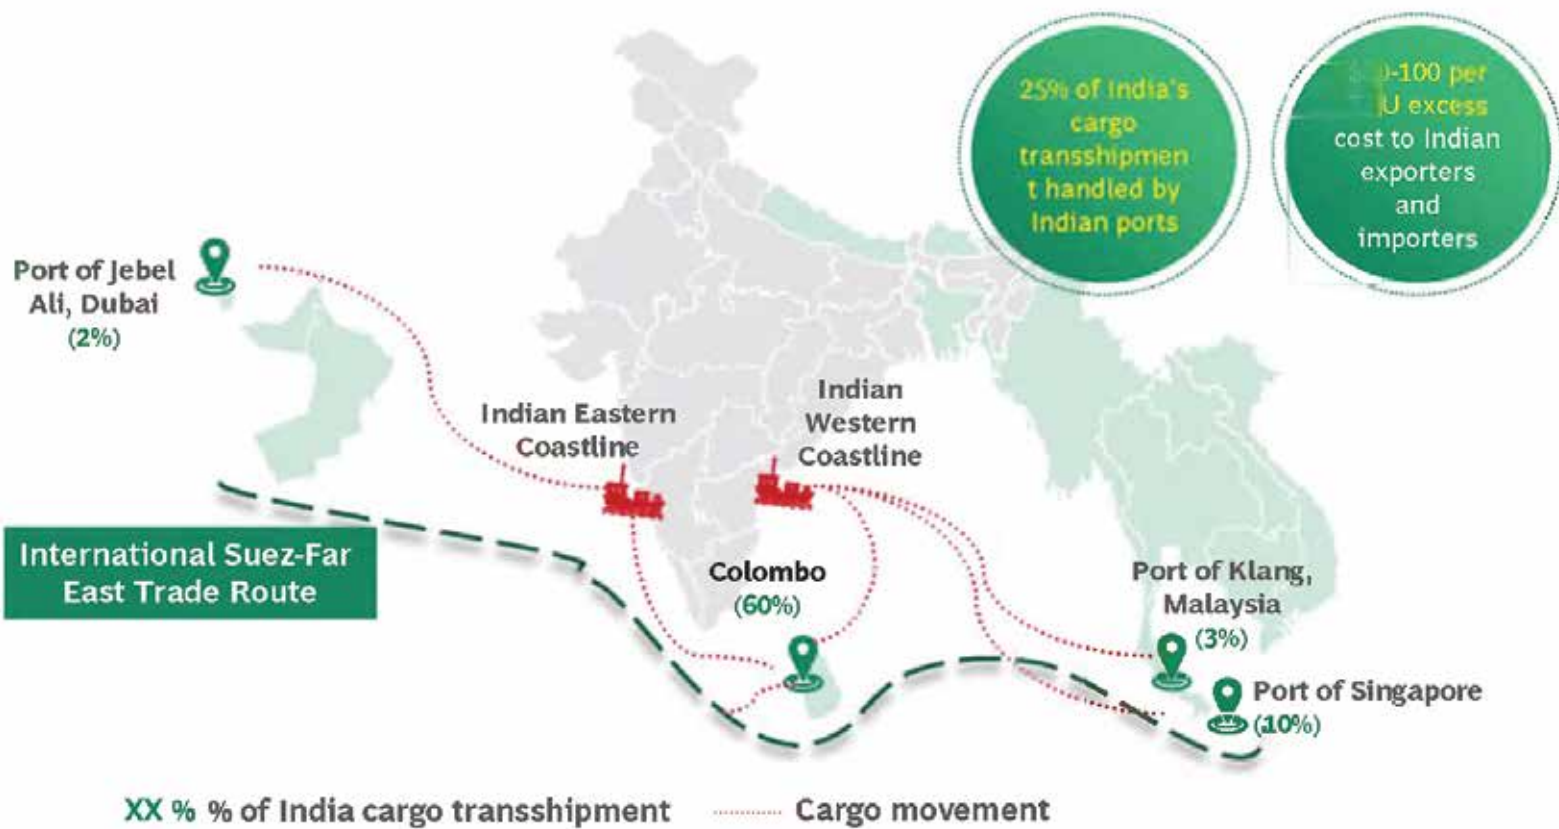 25% of India's
cargo
transshipmen
t handled by
Indian ports
-100 per
excess
cost to Indian
exporters
and
importers
Port of Jebel
Ali, Dubai
(2%)
Indian Eastern
Coastline
Indian
Western
Coastline
International Suez-Far
East Trade Route
Colombo
(60%)
Port of Klang,
Malaysia
(3%)
Port of Singapore
(10%)
XX % % of India cargo transshipment
Cargo movement